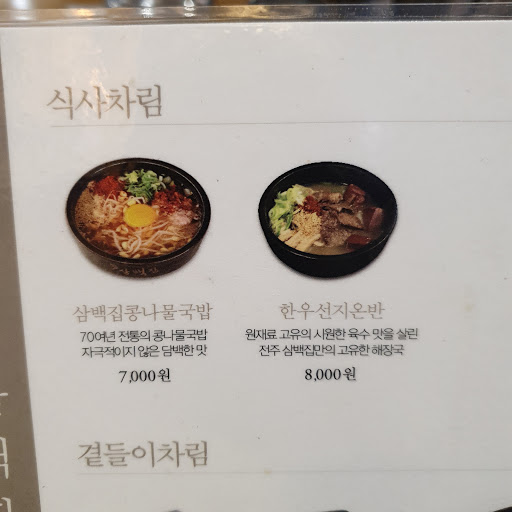 식사차림
삼백집콩나물국밥
70여년 전통의 콩나물국밥
자극적이지 않은 담백한 맛
7,000원
한우선지온반
원재료 고유의 시원한 육수 맛을 살린
전주 삼백집만의 고유한 해장국
8,000원
곁들이차림